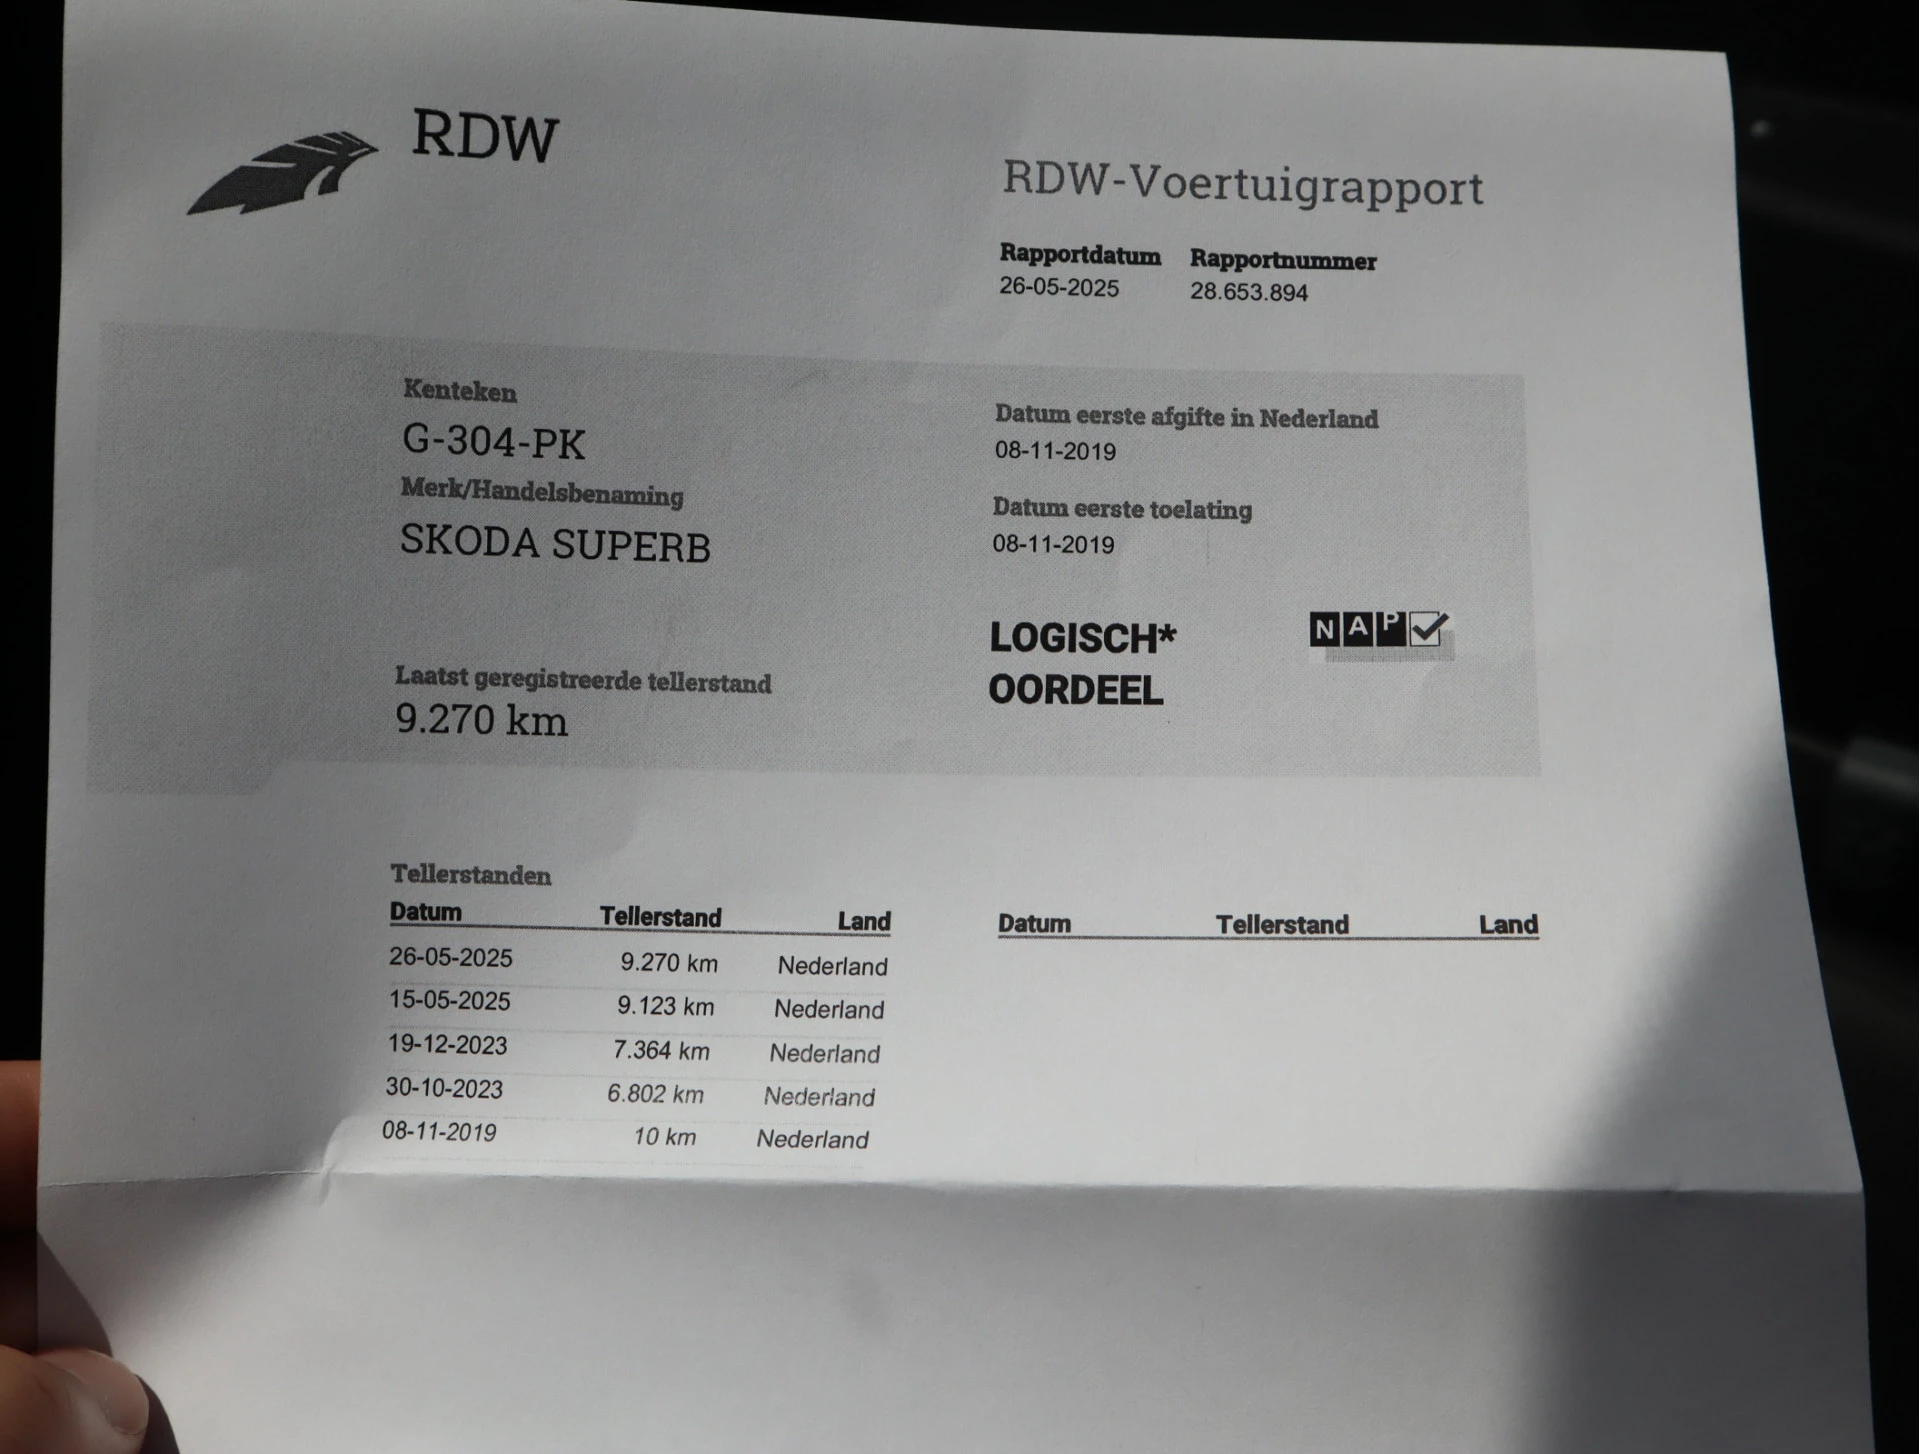 RDW
RDW-Voertuigrapport
Rapportdatum Rapportnummer
26-05-2025 28.653.894
Kenteken
G-304-PK
Merk/Handelsbenaming
SKODA SUPERB
Laatst geregistreerde tellerstand
9.270 km
Datum eerste afgifte in Nederland
08-11-2019
Datum eerste toelating
08-11-2019
LOGISCH*
OORDEEL
NAP
Tellerstanden
Datum Tellerstand Land
26-05-2025 9.270 km Nederland
15-05-2025 9.123 km Nederland
19-12-2023 7.364 km Nederland
30-10-2023 6.802 km Nederland
08-11-2019 10 km Nederland
Datum Tellerstand Land